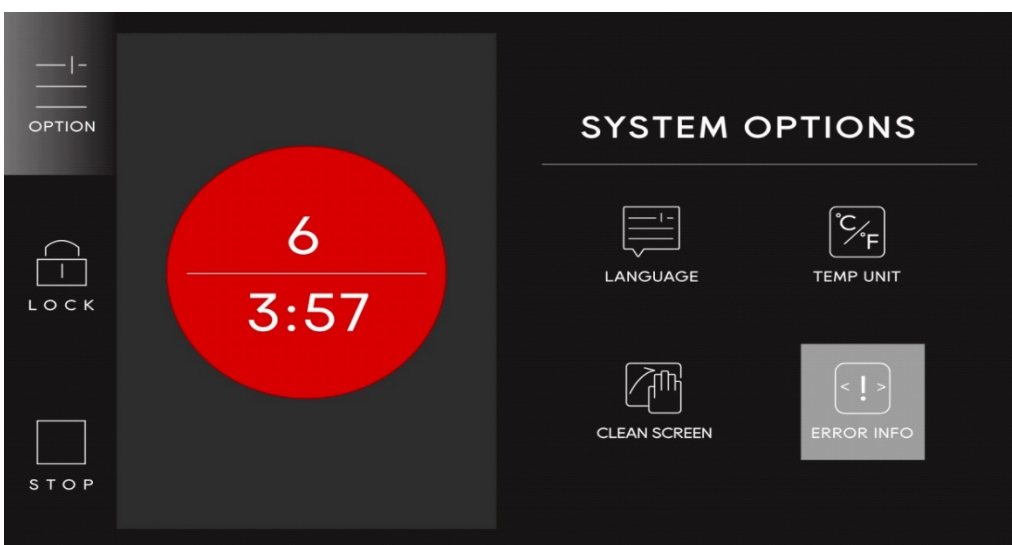 OPTION
LOCK
STOP
6
3:57
SYSTEM OPTIONS
LANGUAGE
°C/°F
TEMP UNIT
CLEAN SCREEN
< ! >
ERROR INFO